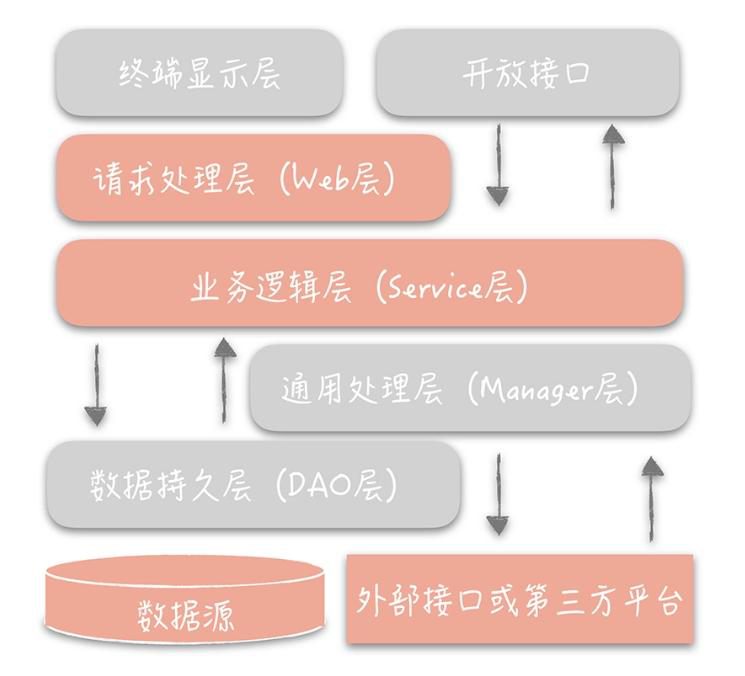 终端显示层
开放接口
请求处理层（Web层）
业务逻辑层（Service层）
通用处理层（Manager层）
数据持久层（DAO层）
数据源
外部接口或第三方平台